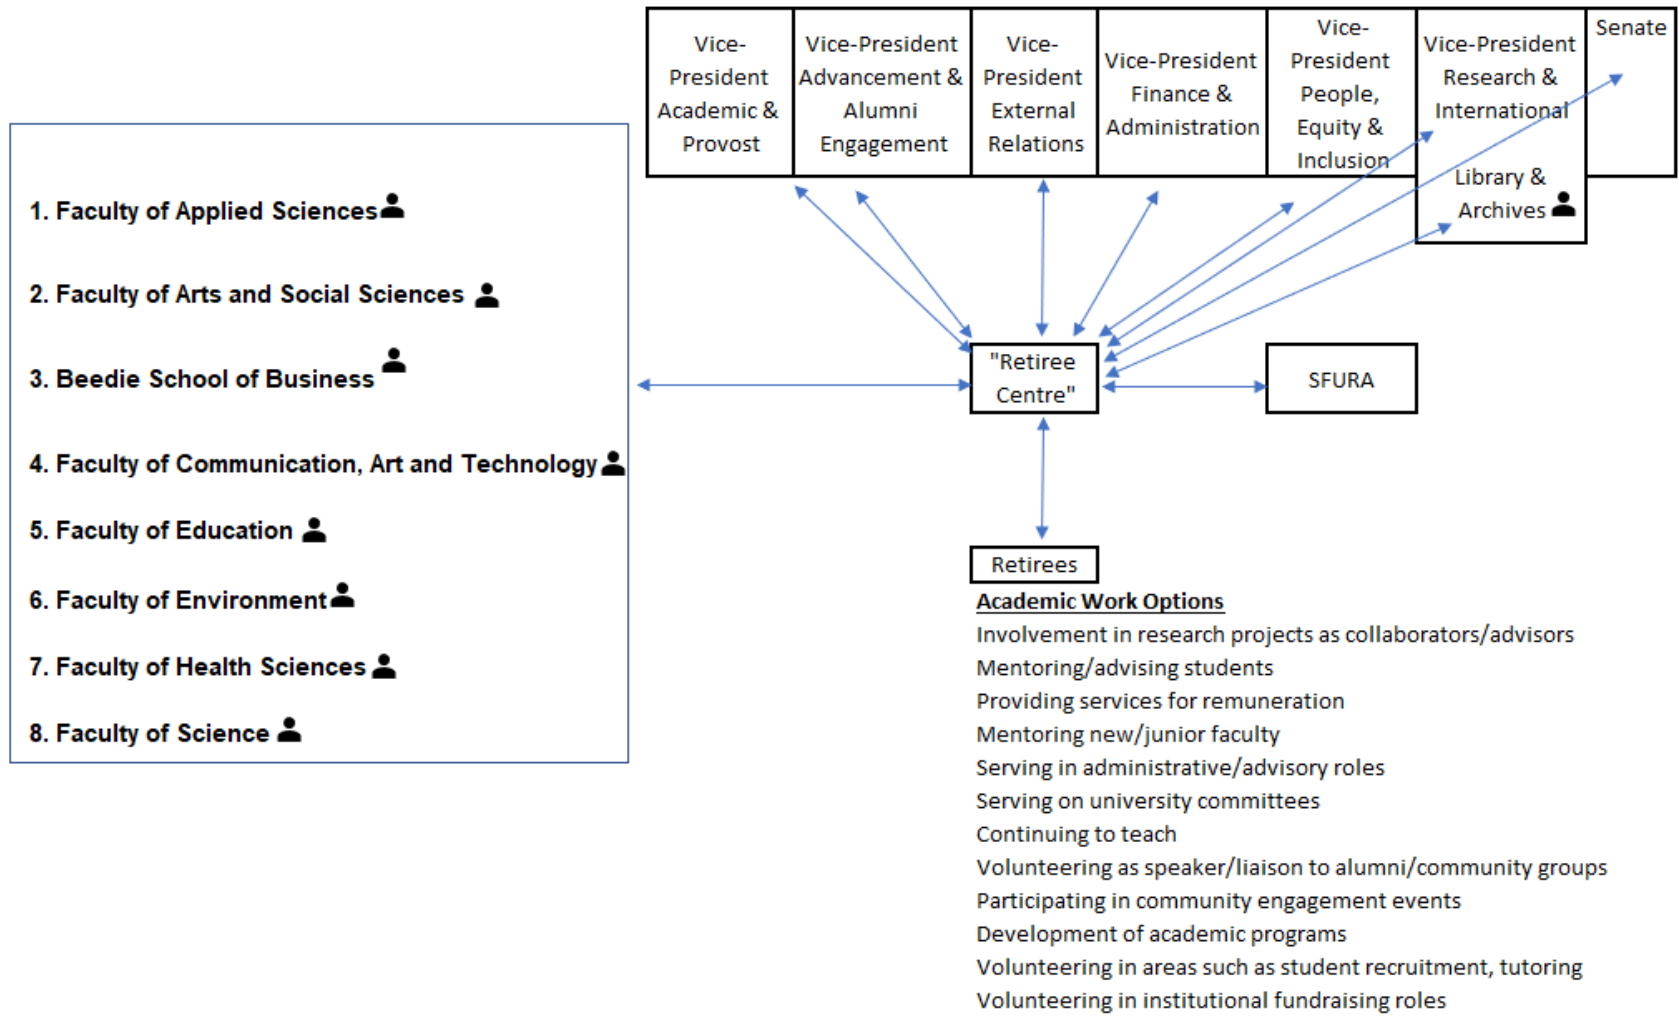 Vice-
President
Academic &
Provost
Vice-President
Advancement &
Alumni
Engagement
Vice-
President
External
Relations
Vice-President
Finance &
Administration
Vice-
President
People,
Equity &
Inclusion
Vice-President
Research &
International
Library &
Archives
Senate
1. Faculty of Applied Sciences
2. Faculty of Arts and Social Sciences
3. Beedie School of Business
4. Faculty of Communication, Art and Technology
5. Faculty of Education
6. Faculty of Environment
7. Faculty of Health Sciences
8. Faculty of Science
"Retiree
Centre"
SFURA
Retirees
Academic Work Options
Involvement in research projects as collaborators/advisors
Mentoring/advising students
Providing services for remuneration
Mentoring new/junior faculty
Serving in administrative/advisory roles
Serving on university committees
Continuing to teach
Volunteering as speaker/liaison to alumni/community groups
Participating in community engagement events
Development of academic programs
Volunteering in areas such as student recruitment, tutoring
Volunteering in institutional fundraising roles